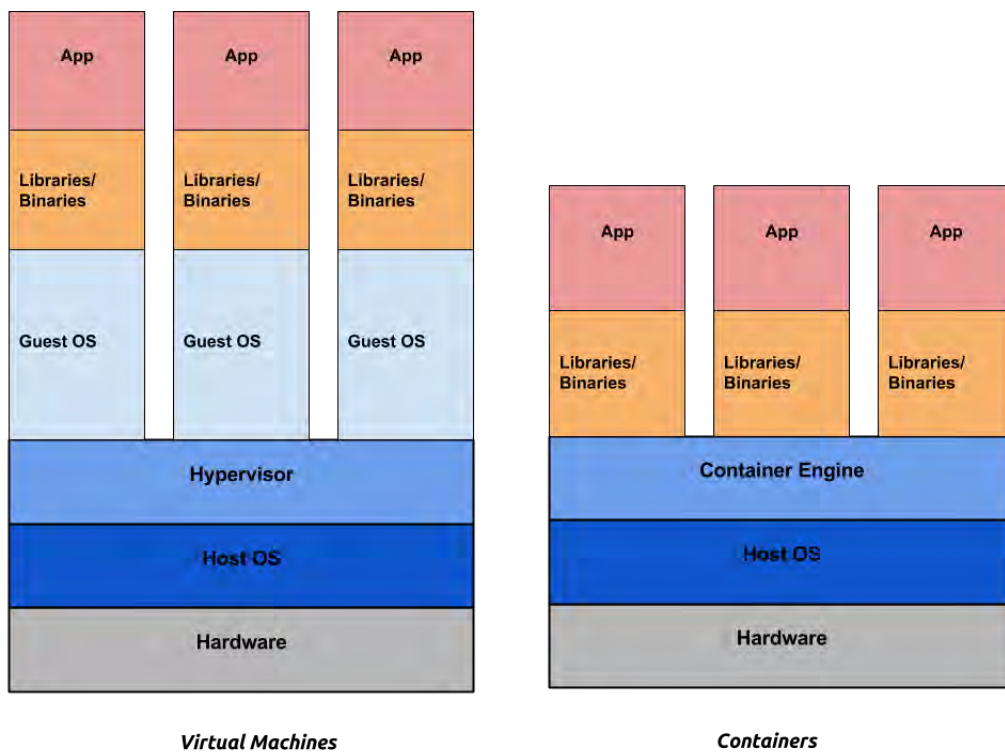 App
App
App
Libraries/
Binaries
Libraries/
Binaries
Libraries/
Binaries
Guest OS
Guest OS
Guest OS
Hypervisor
Host OS
Hardware
Virtual Machines
App
App
App
Libraries/
Binaries
Libraries/
Binaries
Libraries/
Binaries
Container Engine
Host OS
Hardware
Containers